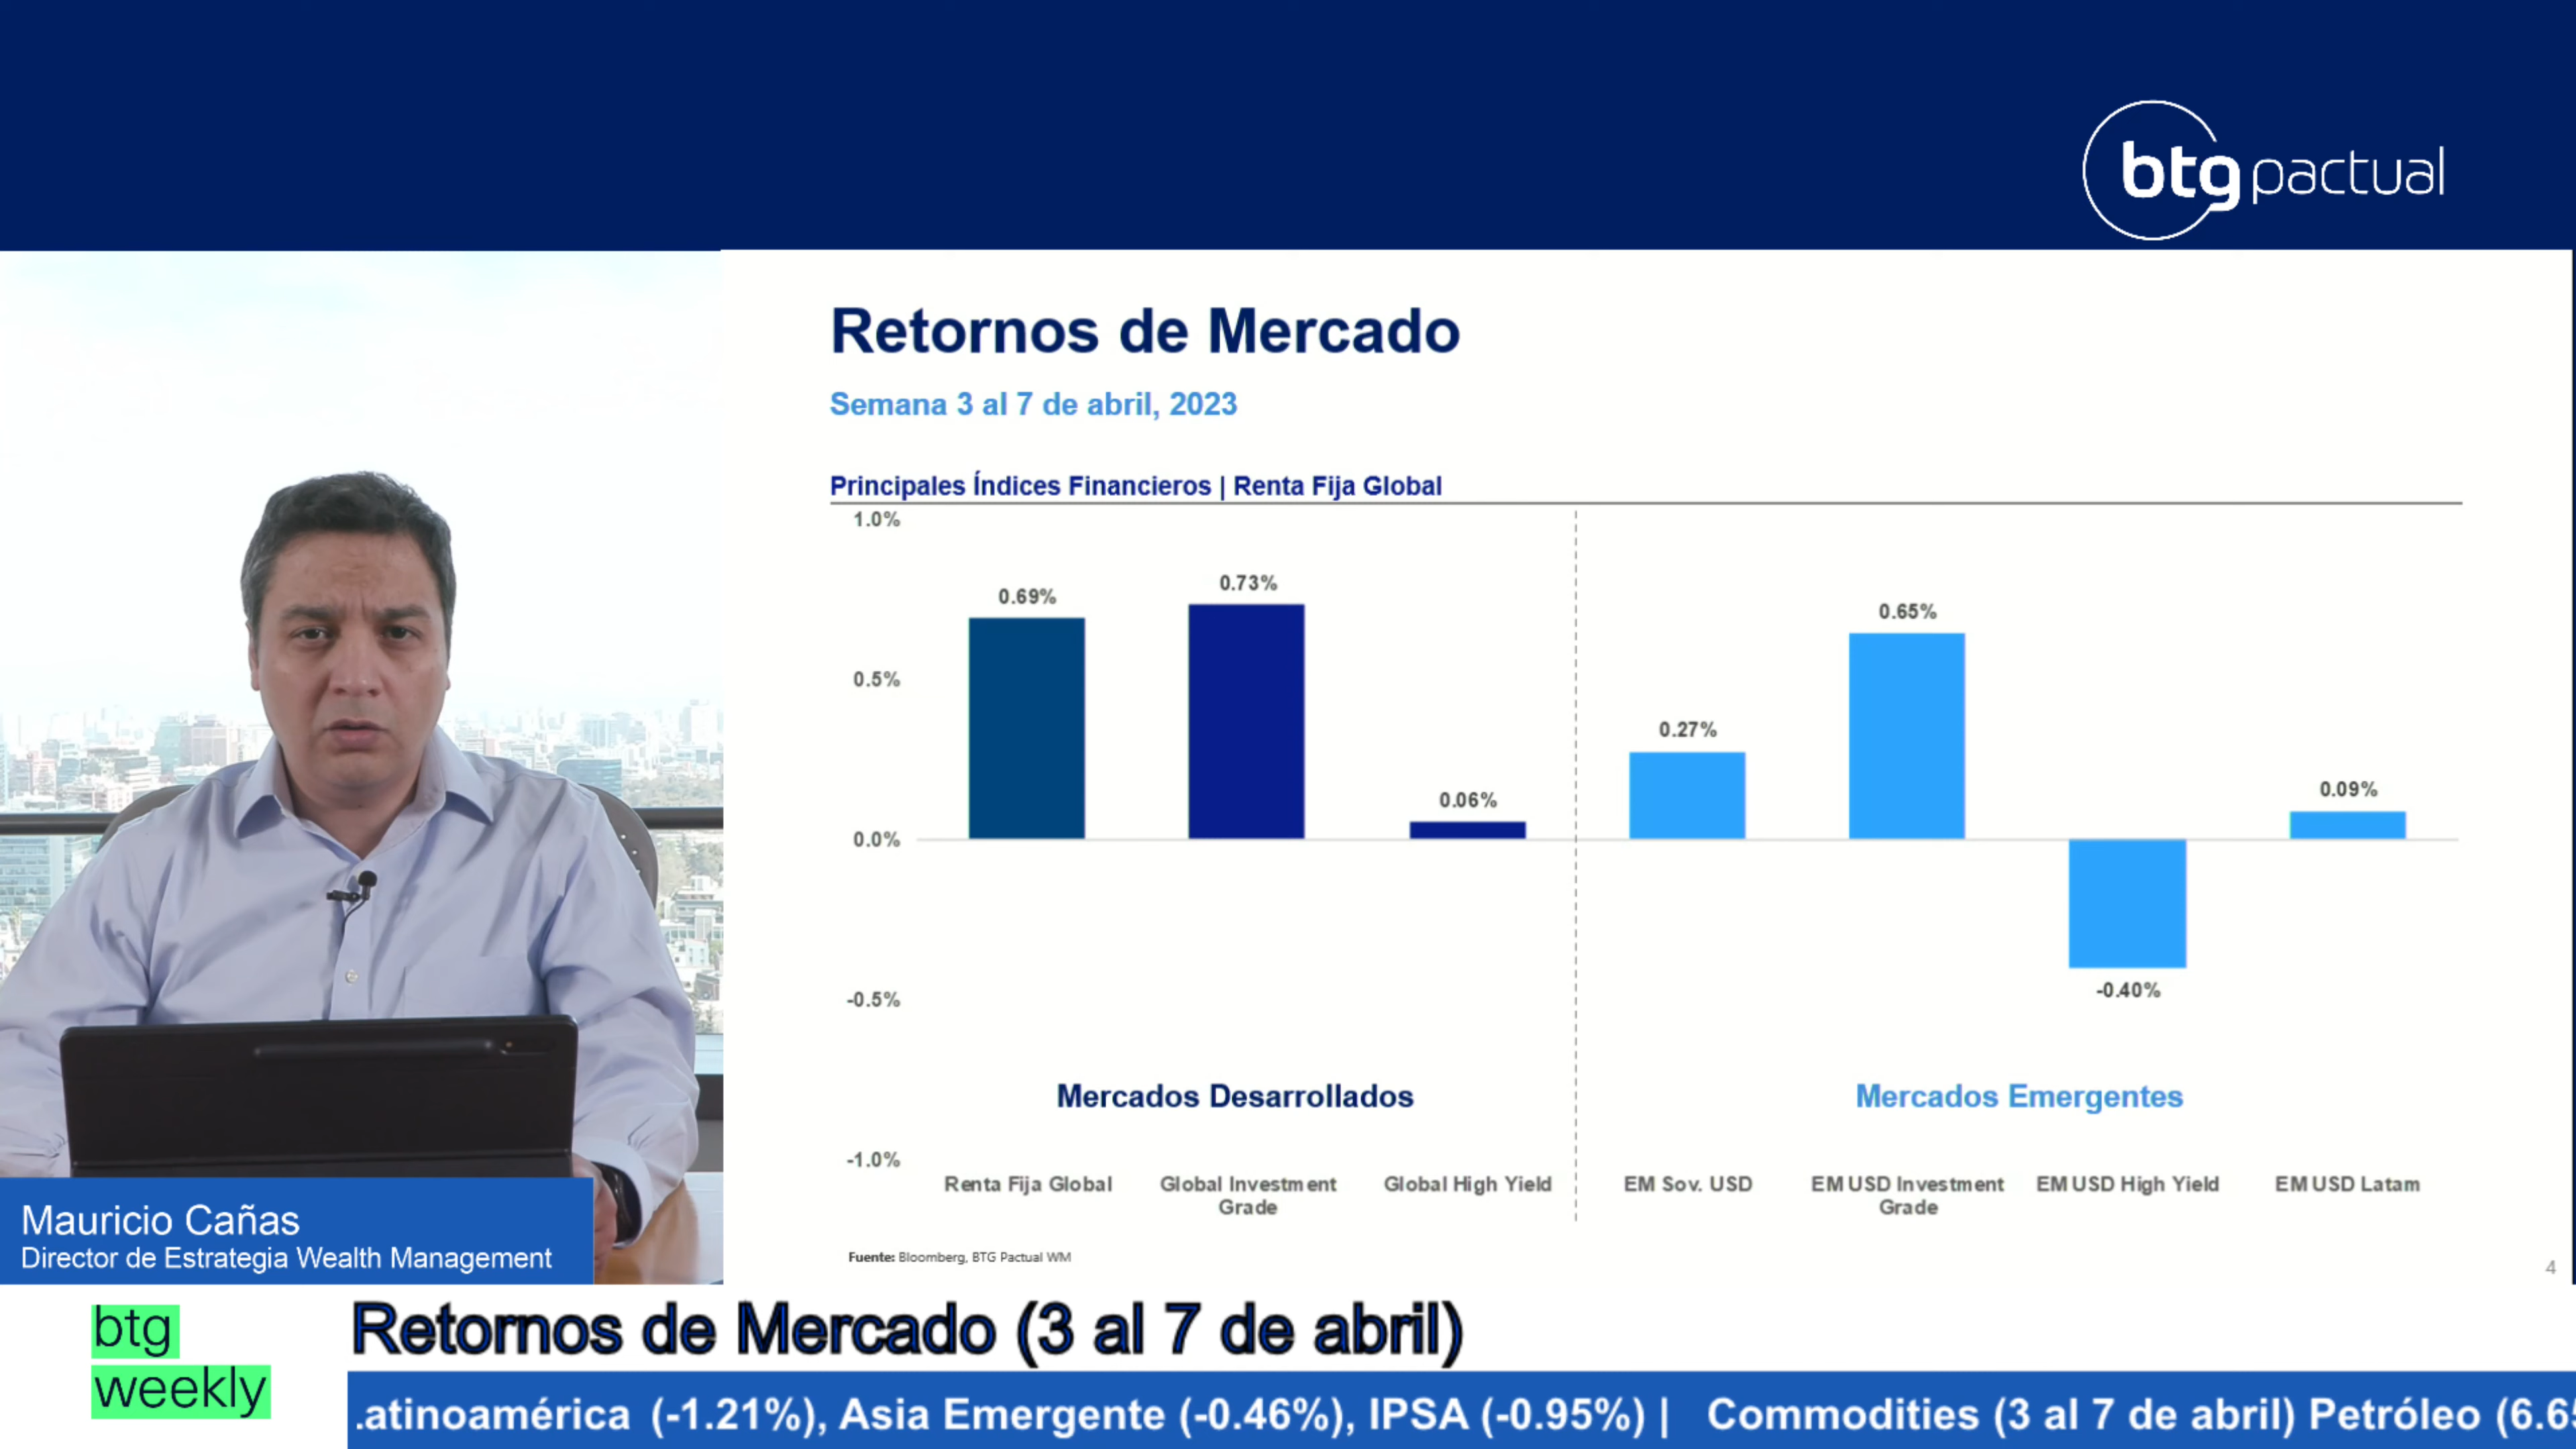 btg pactual
Retornos de Mercado
Semana 3 al 7 de abril, 2023
Principales Índices Financieros | Renta Fija Global
1.0%
0.5%
0.0%
-0.5%
-1.0%
0.69%
0.73%
0.06%
0.27%
0.65%
-0.40%
0.09%
Mercados Desarrollados
Mercados Emergentes
Renta Fija Global
Global Investment
Grade
Global High Yield
EM Sov. USD
EM USD Investment
Grade
EM USD High Yield
EM USD Latam
Fuente: Bloomberg, BTG Pactual WM
4
Mauricio Cañas
Director de Estrategia Wealth Management
btg
weekly
Retornos de Mercado (3 al 7 de abril)
atinoamérica (-1.21%), Asia Emergente (-0.46%), IPSA (-0.95%) | Commodities (3 al 7 de abril) Petróleo (6.6